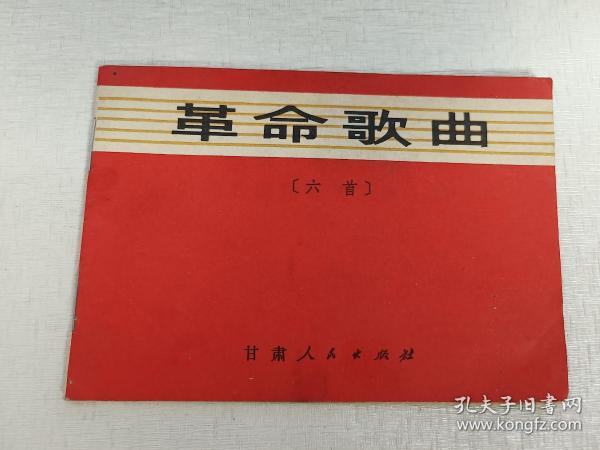 革命歌曲
〔六 首〕
甘肃人民出版社
孔夫子旧书网
www.kongfz.com